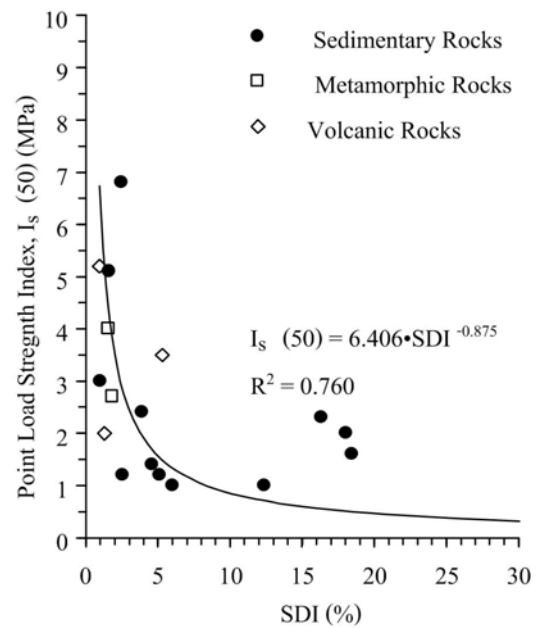 10
9
8
7
6
5
4
3
2
1
0
Point Load Stregnth Index, Is (50) (MPa)
Sedimentary Rocks
Metamorphic Rocks
Volcanic Rocks
Is (50) = 6.406•SDI -0.875
R2 = 0.760
0 5 10 15 20 25 30
SDI (%)